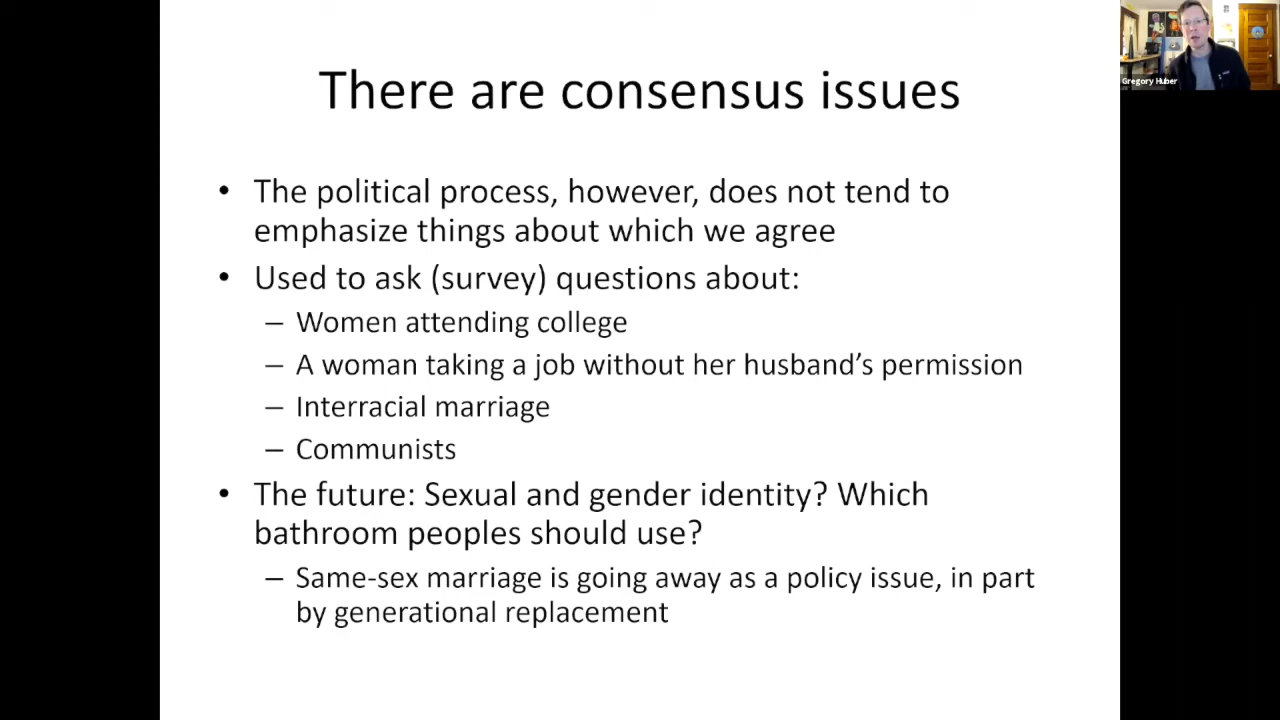 There are consensus issues
• The political process, however, does not tend to
emphasize things about which we agree
• Used to ask (survey) questions about:
– Women attending college
– A woman taking a job without her husband’s permission
– Interracial marriage
– Communists
• The future: Sexual and gender identity? Which
bathroom peoples should use?
– Same-sex marriage is going away as a policy issue, in part
by generational replacement
Gregory Huber